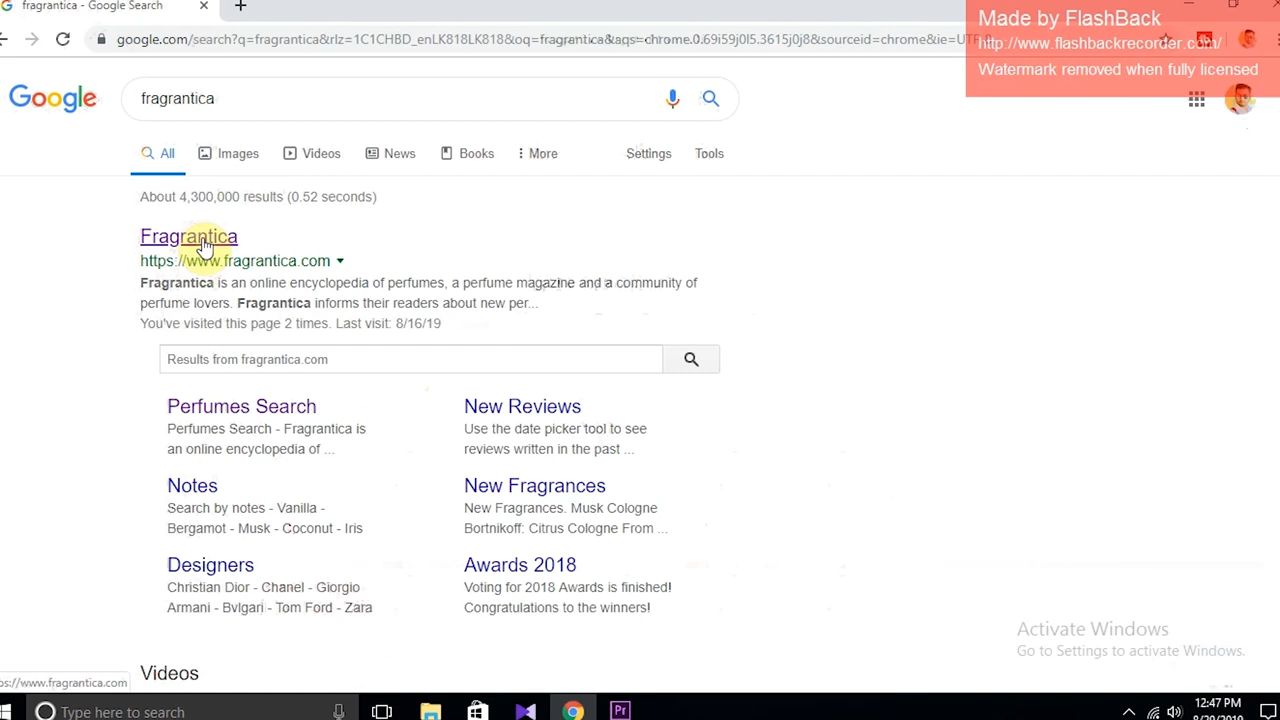 fragrantica - Google Search
Made by FlashBack
http://www.flashbackrecorder.com/
Watermark removed when fully licensed
google.com/search?q=fragrantica&rlz=1C1CHBD_enLK818LK818&oq=fragrantica&aqs=chrome.0.69i59j0l5.3615j0j8&sourceid=chrome&ie=UTF
Google
fragrantica
All Images Videos News Books More Settings Tools
About 4,300,000 results (0.52 seconds)
Fragrantica
https://www.fragrantica.com
Fragrantica is an online encyclopedia of perfumes, a perfume magazine and a community of
perfume lovers. Fragrantica informs their readers about new per...
You've visited this page 2 times. Last visit: 8/16/19
Results from fragrantica.com
Perfumes Search
Perfumes Search - Fragrantica is
an online encyclopedia of ...
New Reviews
Use the date picker tool to see
reviews written in the past ...
Notes
Search by notes - Vanilla -
Bergamot - Musk - Coconut - Iris
New Fragrances
New Fragrances. Musk Cologne
Bortnikoff: Citrus Cologne From ...
Designers
Christian Dior - Chanel - Giorgio
Armani - Bvlgari - Tom Ford - Zara
Awards 2018
Voting for 2018 Awards is finished!
Congratulations to the winners!
Activate Windows
Go to Settings to activate Windows.
Videos
ps://www.fragrantica.com
Type here to search
Pr
12:47 PM